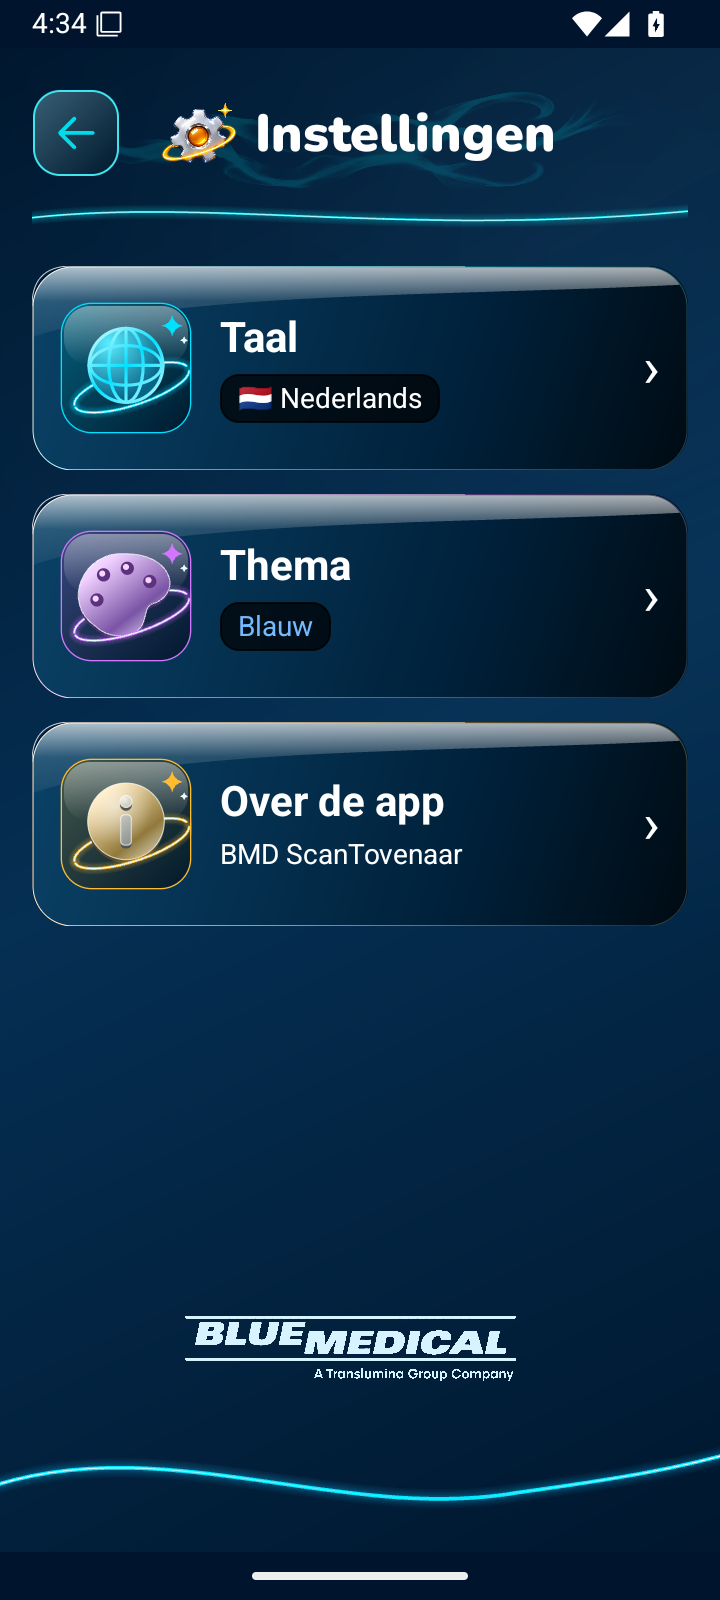 4:34
Instellingen
Taal
🇳🇱 Nederlands
Thema
Blauw
Over de app
BMD ScanTovenaar
BLUEMEDICAL
A Translumina Group Company